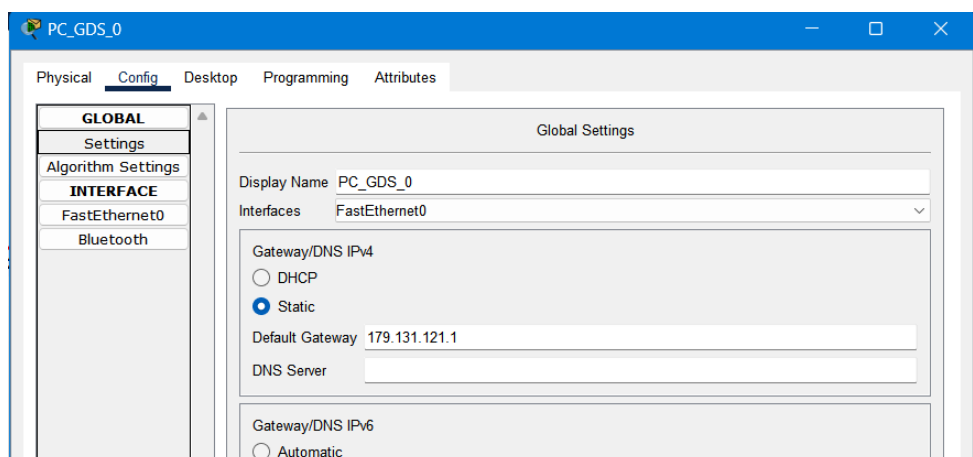 PC_GDS_0
Physical Config Desktop Programming Attributes
GLOBAL
Settings
Algorithm Settings
INTERFACE
FastEthernet0
Bluetooth
Global Settings
Display Name PC_GDS_0
Interfaces FastEthernet0
Gateway/DNS IPv4
DHCP
Static
Default Gateway 179.131.121.1
DNS Server
Gateway/DNS IPv6
Automatic